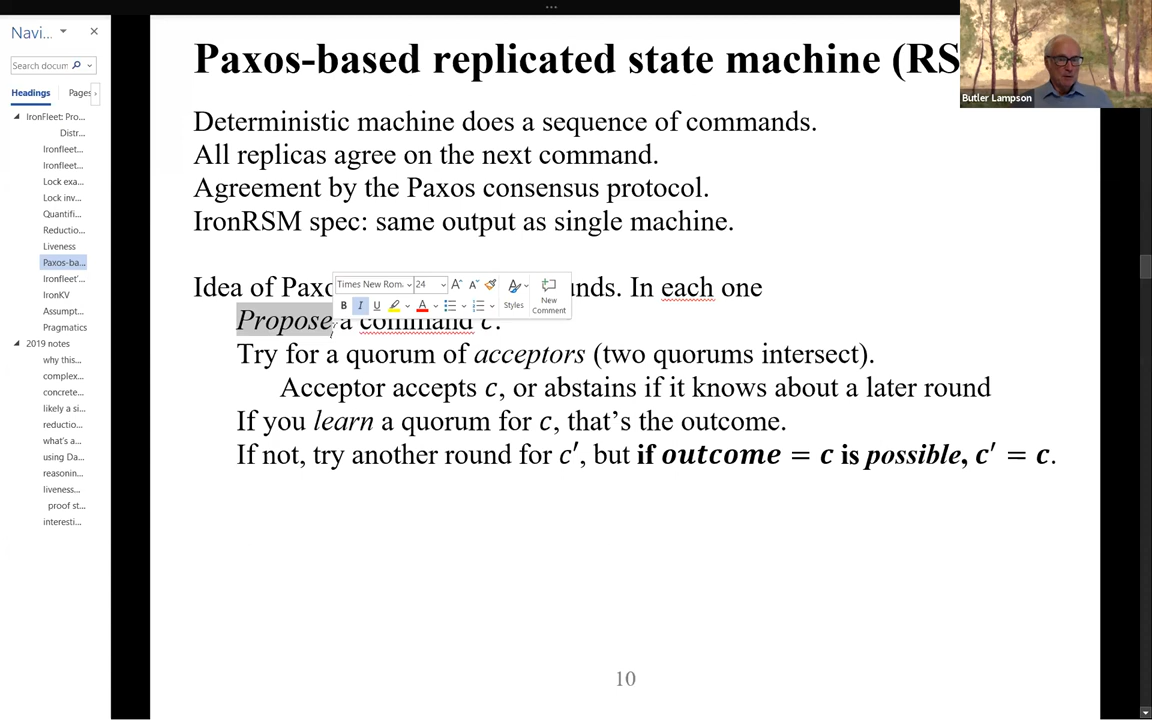 Navi...
Search docum
Headings
Pages
IronFleet: Pro...
Distr...
Ironfleet...
Ironfleet...
Lock exa...
Lock inv...
Quantifi...
Reductio...
Liveness
Paxos-ba...
Ironfleet'...
IronKV
Assumpt...
Pragmatics
2019 notes
why this...
complex...
concrete...
likely a si...
reductio...
what's a...
using Da...
reasonin...
liveness...
proof st...
interesti...
Paxos-based replicated state machine (RS
Butler Lampson
Deterministic machine does a sequence of commands.
All replicas agree on the next command.
Agreement by the Paxos consensus protocol.
IronRSM spec: same output as single machine.
Idea of Paxo
nds. In each one
Times New Rom.
24
B I U
Styles
New
Comment
Propose a command c.
Try for a quorum of acceptors (two quorums intersect).
Acceptor accepts c, or abstains if it knows about a later round
If you learn a quorum for c, that’s the outcome.
If not, try another round for c′, but if outcome = c is possible, c′ = c.
10